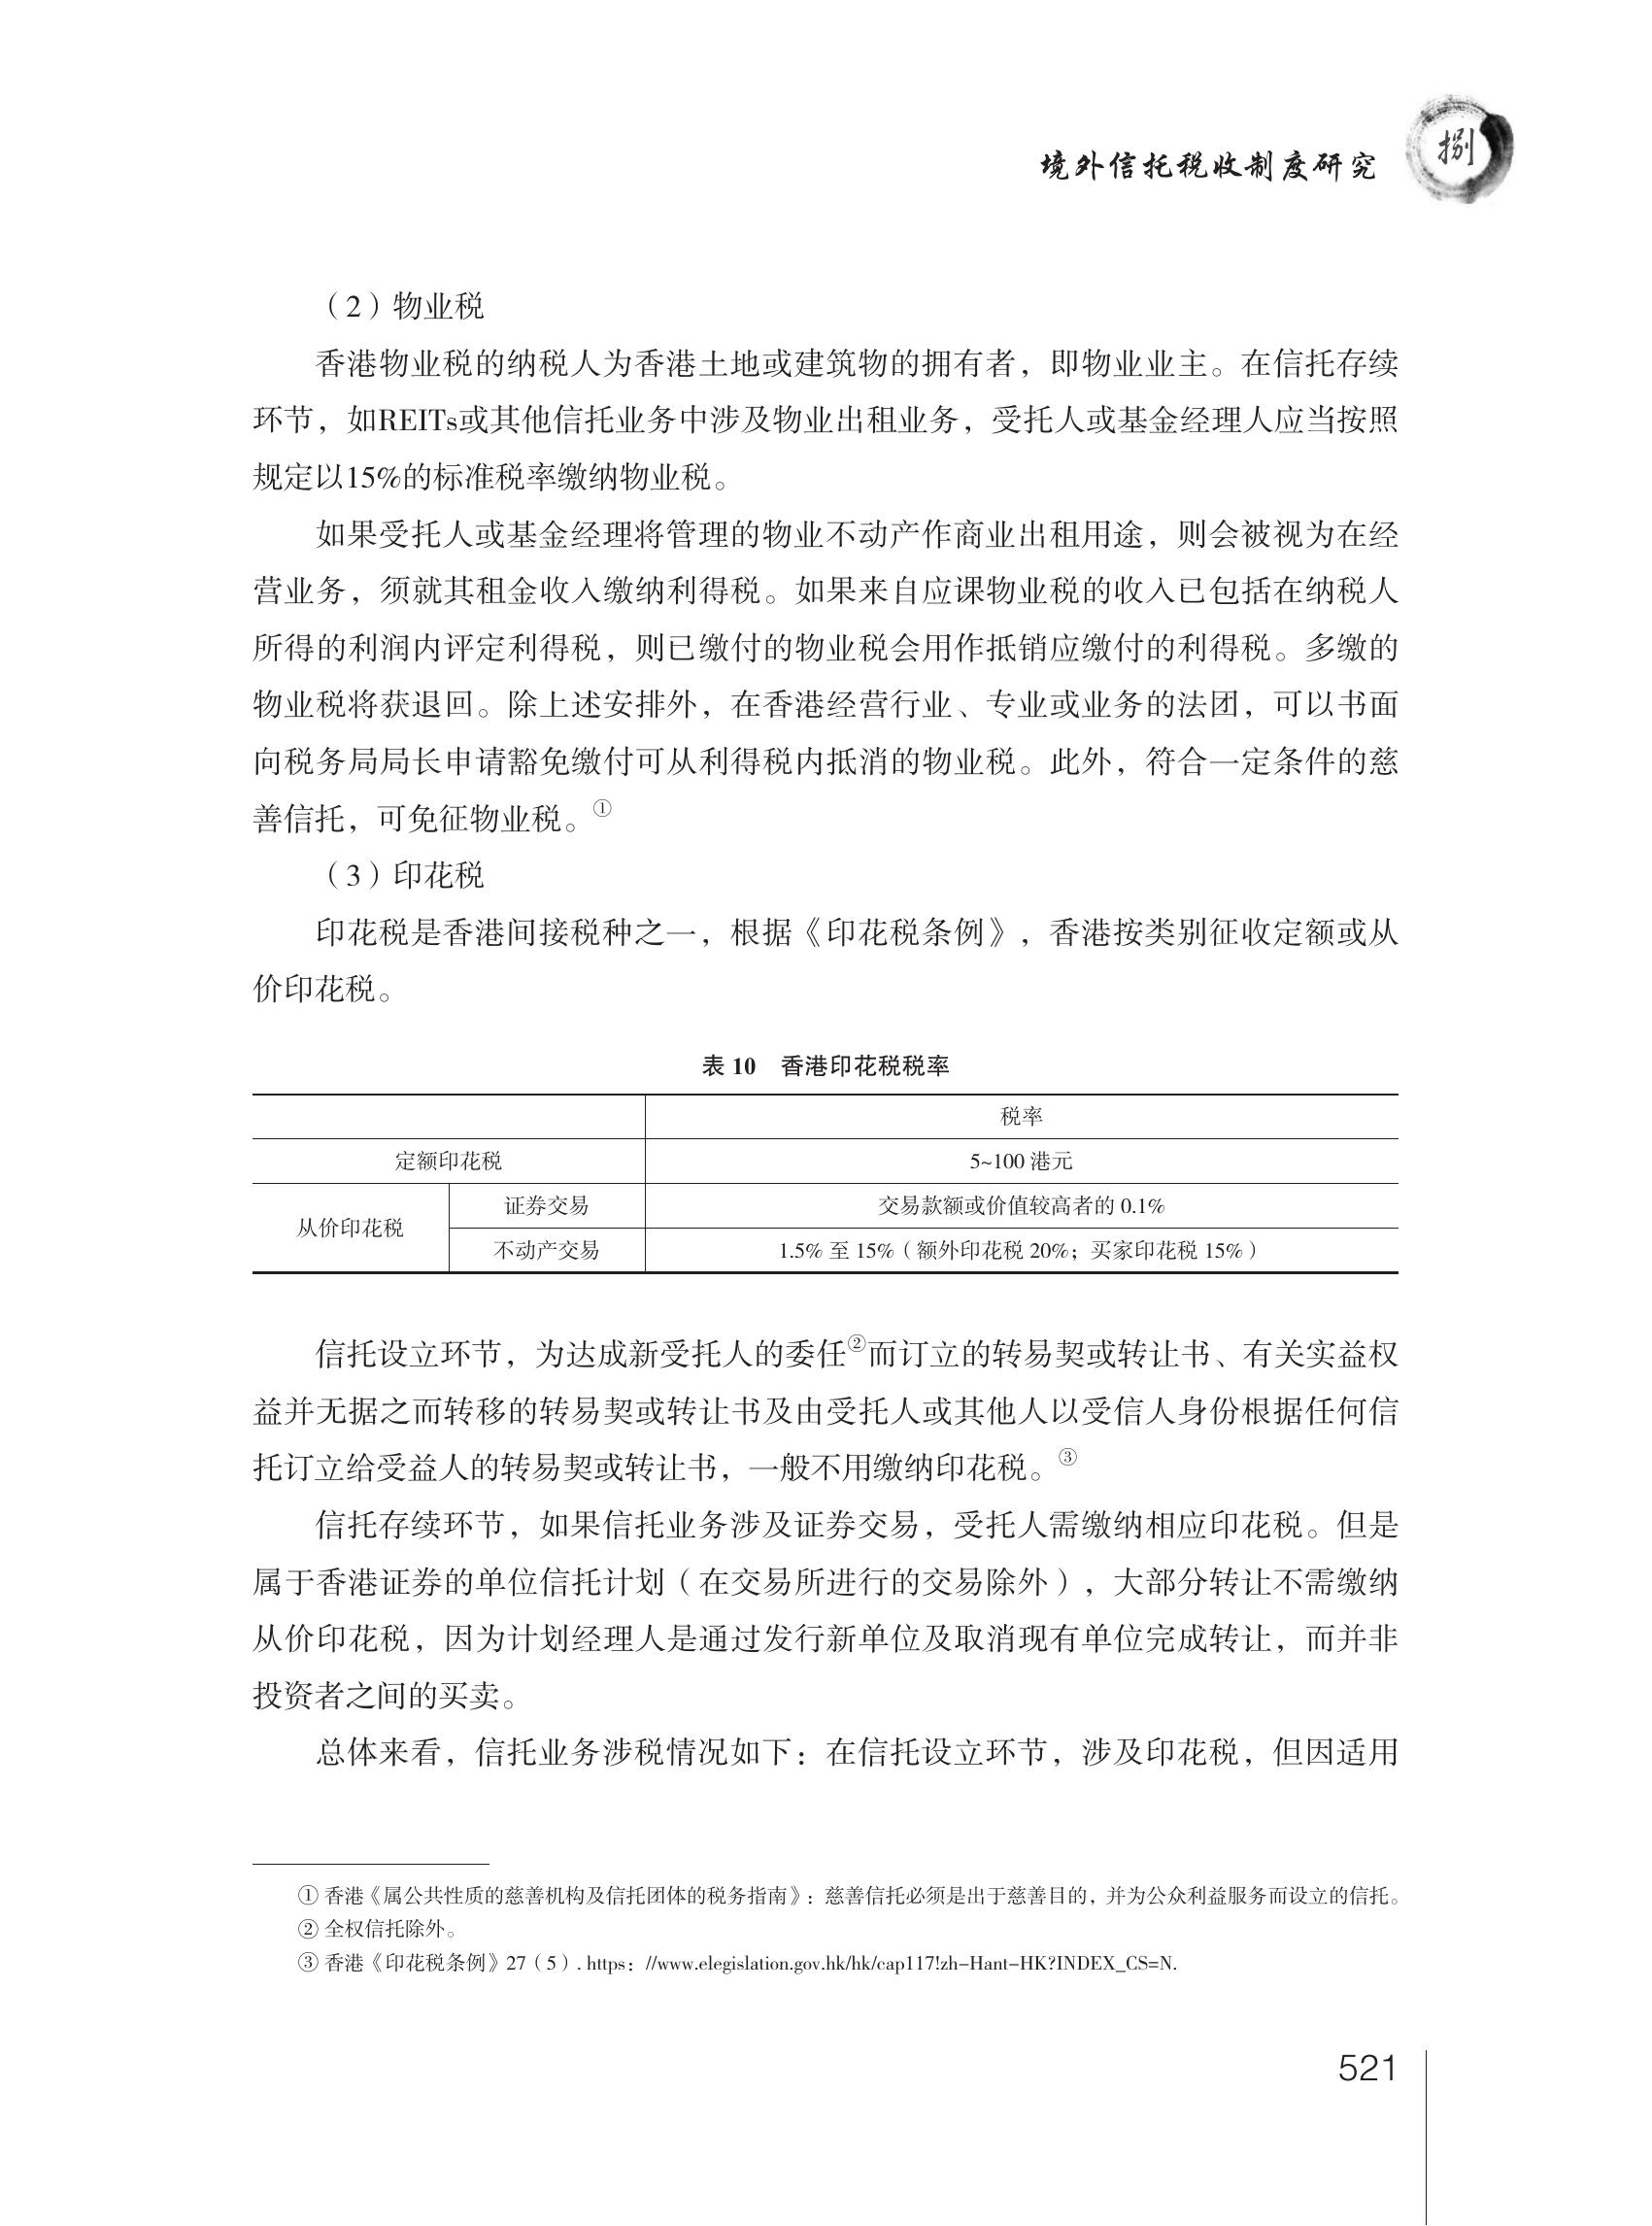 境外信托税收制度研究
捌
（2）物业税
香港物业税的纳税人为香港土地或建筑物的拥有者，即物业业主。在信托存续
环节，如REITs或其他信托业务中涉及物业出租业务，受托人或基金经理人应当按照
规定以15%的标准税率缴纳物业税。
如果受托人或基金经理将管理的物业不动产作商业出租用途，则会被视为在经
营业务，须就其租金收入缴纳利得税。如果来自应课物业税的收入已包括在纳税人
所得的利润内评定利得税，则已缴付的物业税会用作抵销应缴付的利得税。多缴的
物业税将获退回。除上述安排外，在香港经营行业、专业或业务的法团，可以书面
向税务局局长申请豁免缴付可从利得税内抵消的物业税。此外，符合一定条件的慈
善信托，可免征物业税。①
（3）印花税
印花税是香港间接税种之一，根据《印花税条例》，香港按类别征收定额或从
价印花税。
表 10 香港印花税税率
税率
定额印花税 5~100 港元
从价印花税 证券交易 交易款额或价值较高者的 0.1%
不动产交易 1.5% 至 15%（额外印花税 20%；买家印花税 15%）
信托设立环节，为达成新受托人的委任②而订立的转易契或转让书、有关实益权
益并无据之而转移的转易契或转让书及由受托人或其他人以受信人身份根据任何信
托订立给受益人的转易契或转让书，一般不用缴纳印花税。③
信托存续环节，如果信托业务涉及证券交易，受托人需缴纳相应印花税。但是
属于香港证券的单位信托计划（在交易所进行的交易除外），大部分转让不需缴纳
从价印花税，因为计划经理人是通过发行新单位及取消现有单位完成转让，而并非
投资者之间的买卖。
总体来看，信托业务涉税情况如下：在信托设立环节，涉及印花税，但因适用
① 香港《属公共性质的慈善机构及信托团体的税务指南》：慈善信托必须是出于慈善目的，并为公众利益服务而设立的信托。
② 全权信托除外。
③ 香港《印花税条例》27（5）. https：//www.elegislation.gov.hk/hk/cap117!zh-Hant-HK?INDEX_CS=N.
521